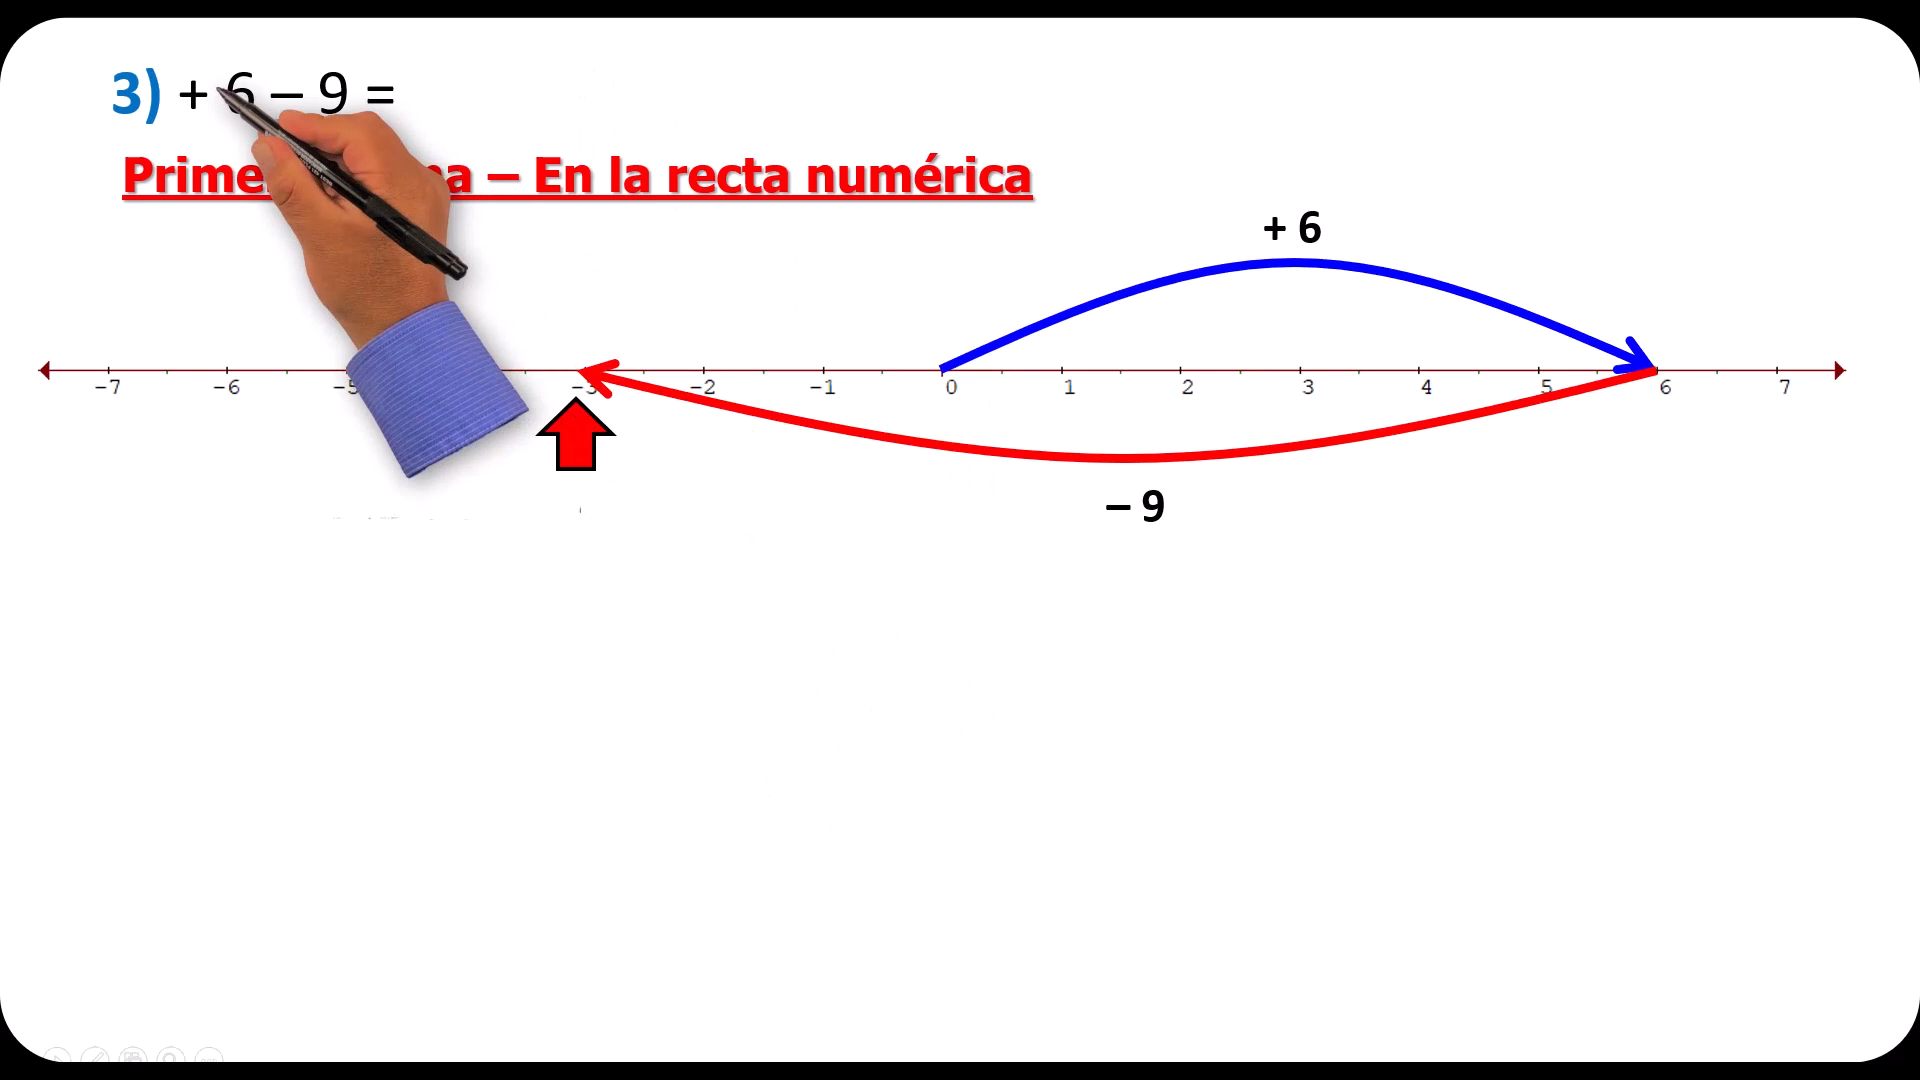 3) + 6 – 9 =
– En la recta numérica
+ 6
–7 –6 –2 –1 0 1 2 3 4 5 6 7
– 9